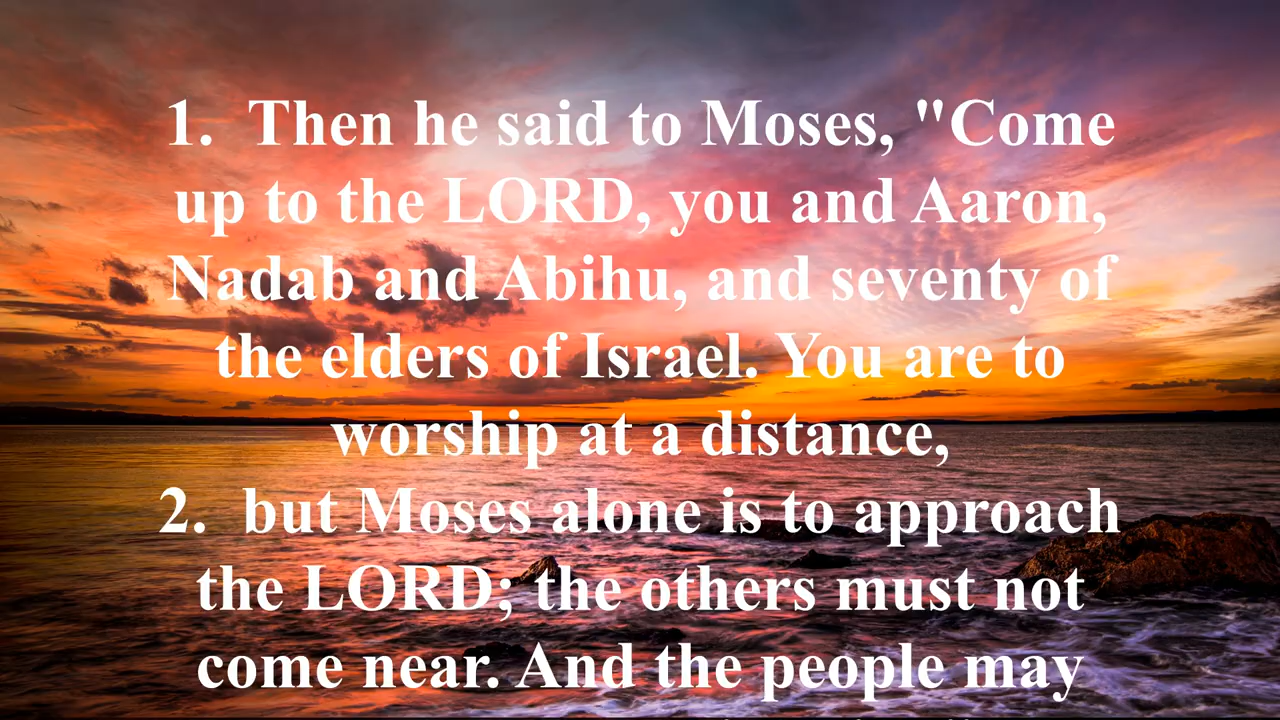 1.  Then he said to Moses, "Come
up to the LORD, you and Aaron,
Nadab and Abihu, and seventy of
the elders of Israel. You are to
worship at a distance,
2.  but Moses alone is to approach
the LORD; the others must not
come near. And the people may